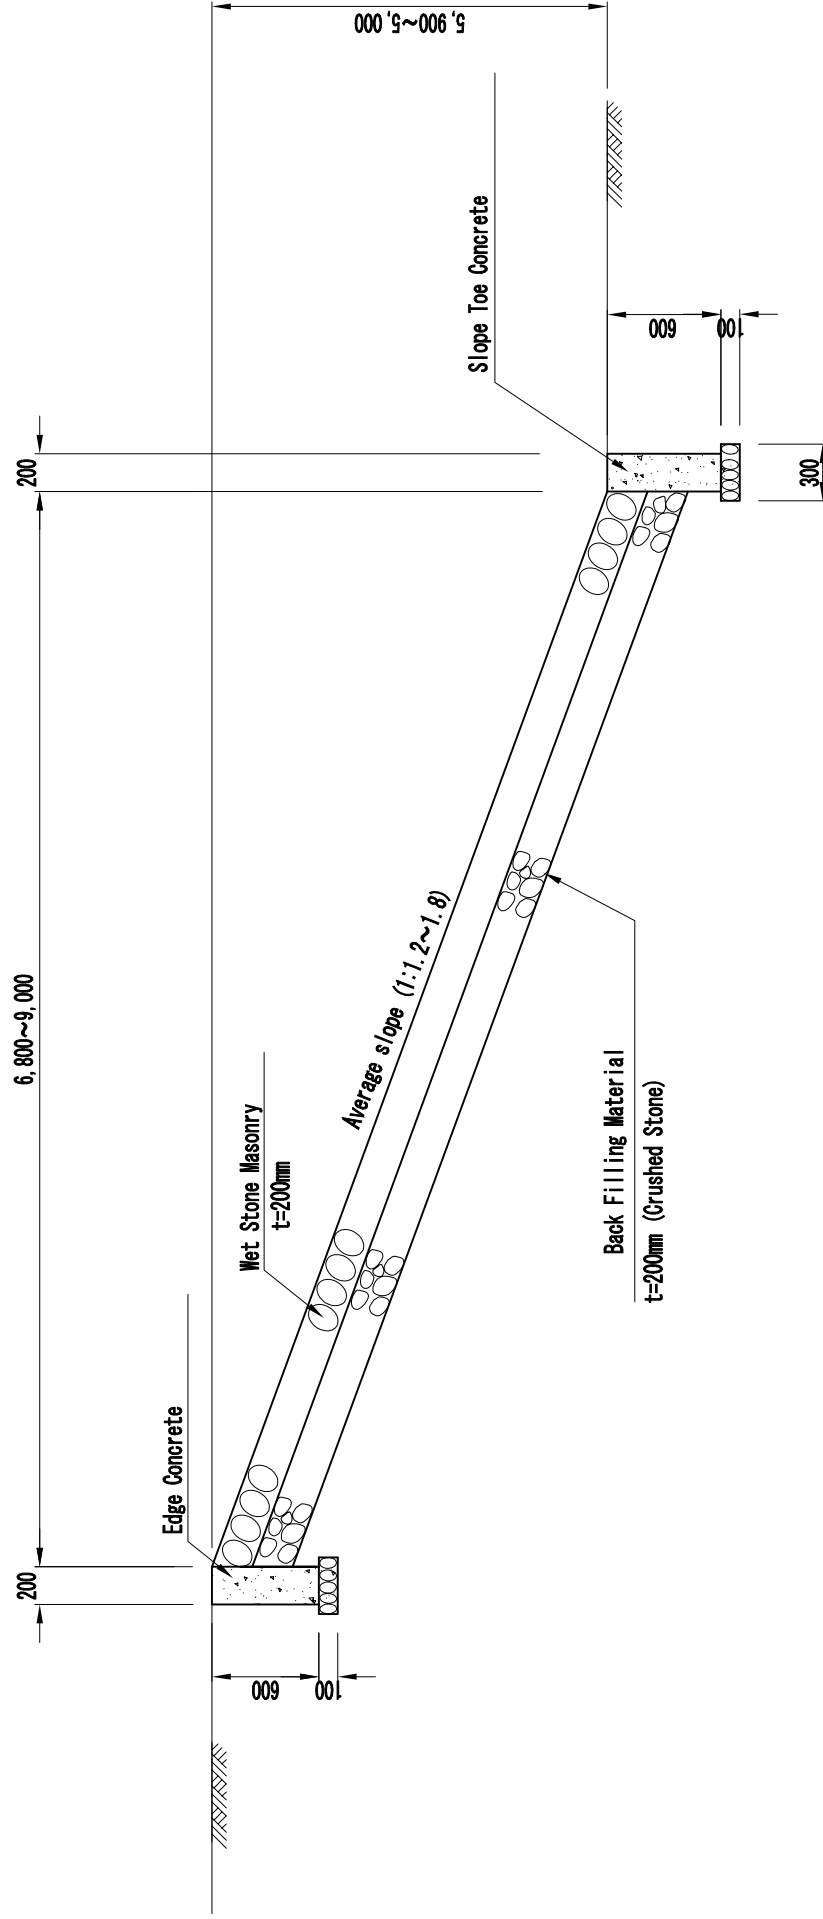 6,800~9,000
200
200
5,900~5,000
Edge Concrete
Wet Stone Masonry
t=200mm
Average slope (1:1.2~1.8)
Slope Toe Concrete
600
100
600
100
300
Back Filling Material
t=200mm (Crushed Stone)